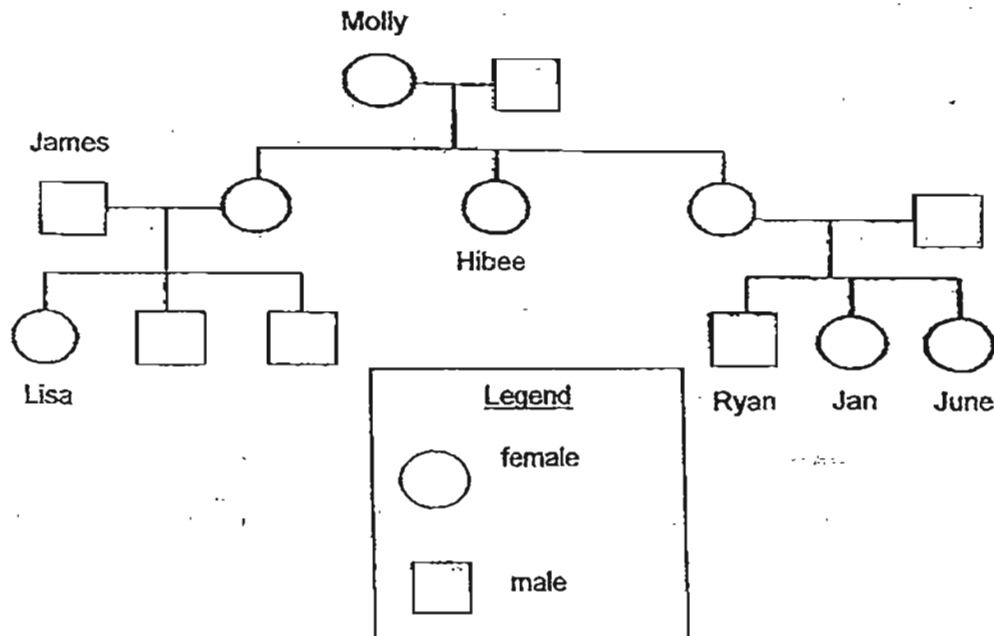 Molly
James
Hibee
Lisa
Ryan Jan June
Legend
female
male